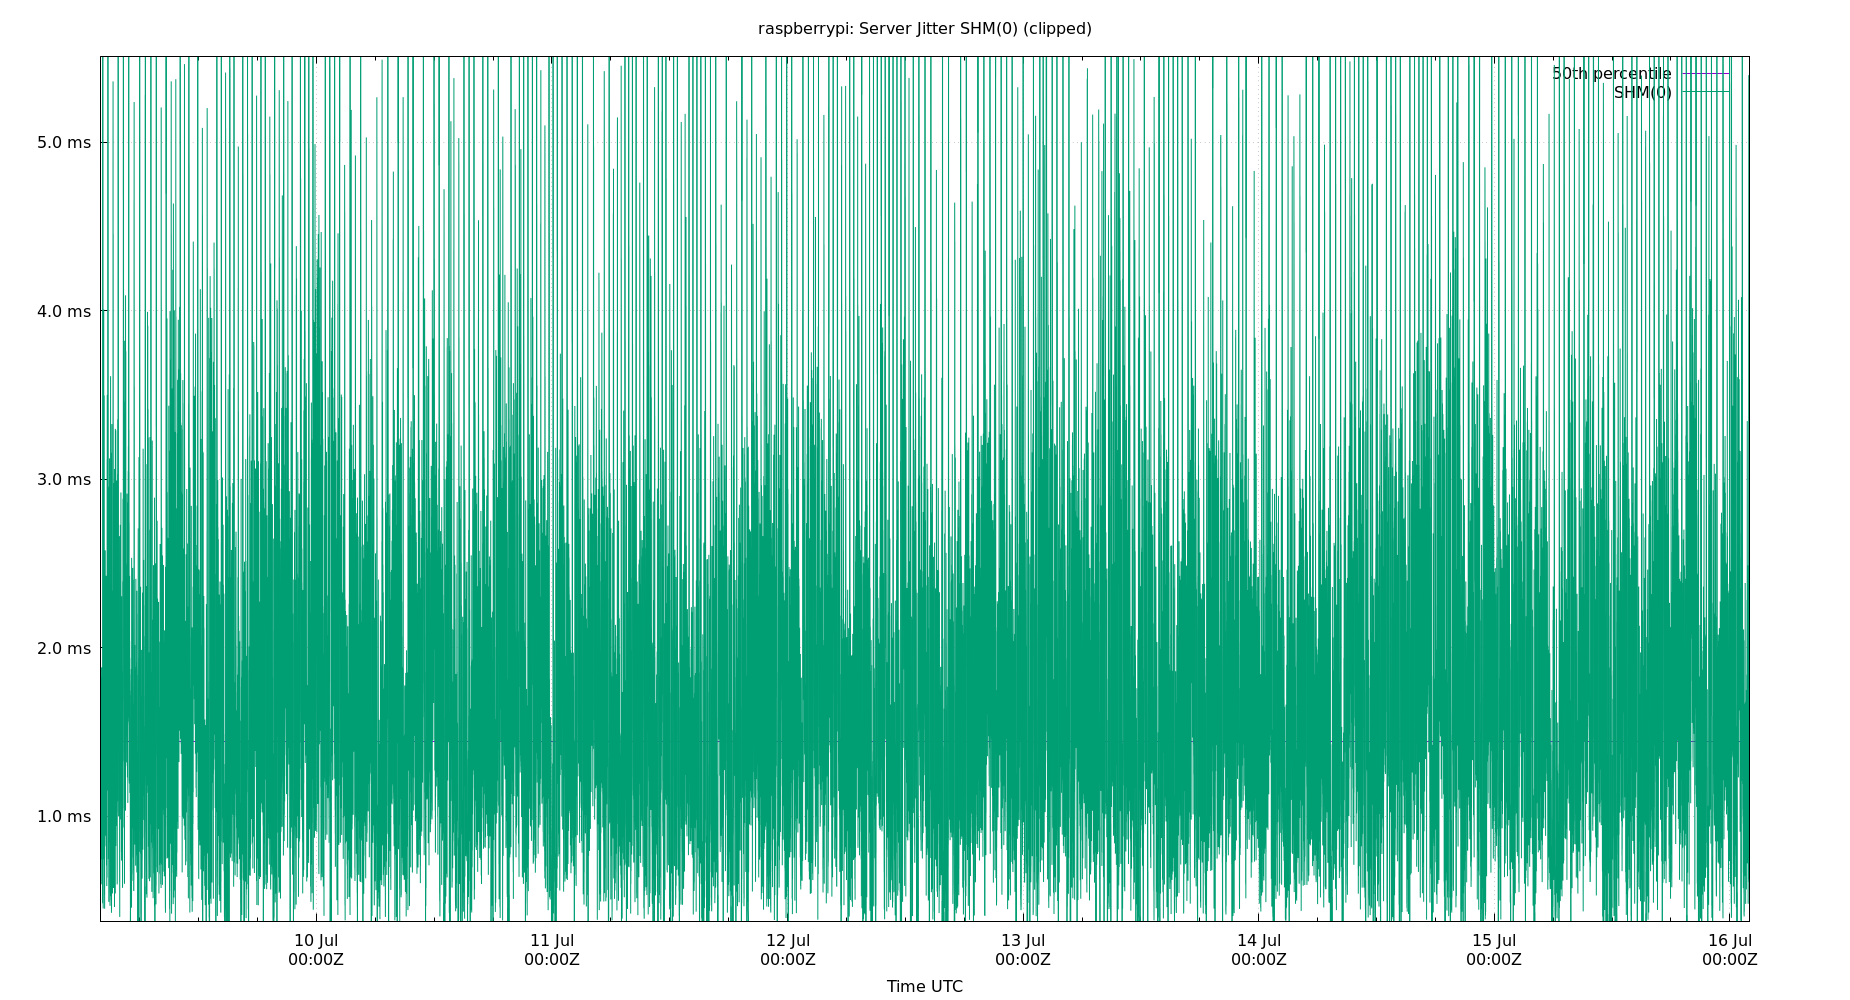 raspberrypi: Server Jitter SHM(0) (clipped)
50th percentile
SHM(0)
5.0 ms
4.0 ms
3.0 ms
2.0 ms
1.0 ms
10 Jul 11 Jul 12 Jul 13 Jul 14 Jul 15 Jul 16 Jul
00:00Z 00:00Z 00:00Z 00:00Z 00:00Z 00:00Z 00:00Z
Time UTC